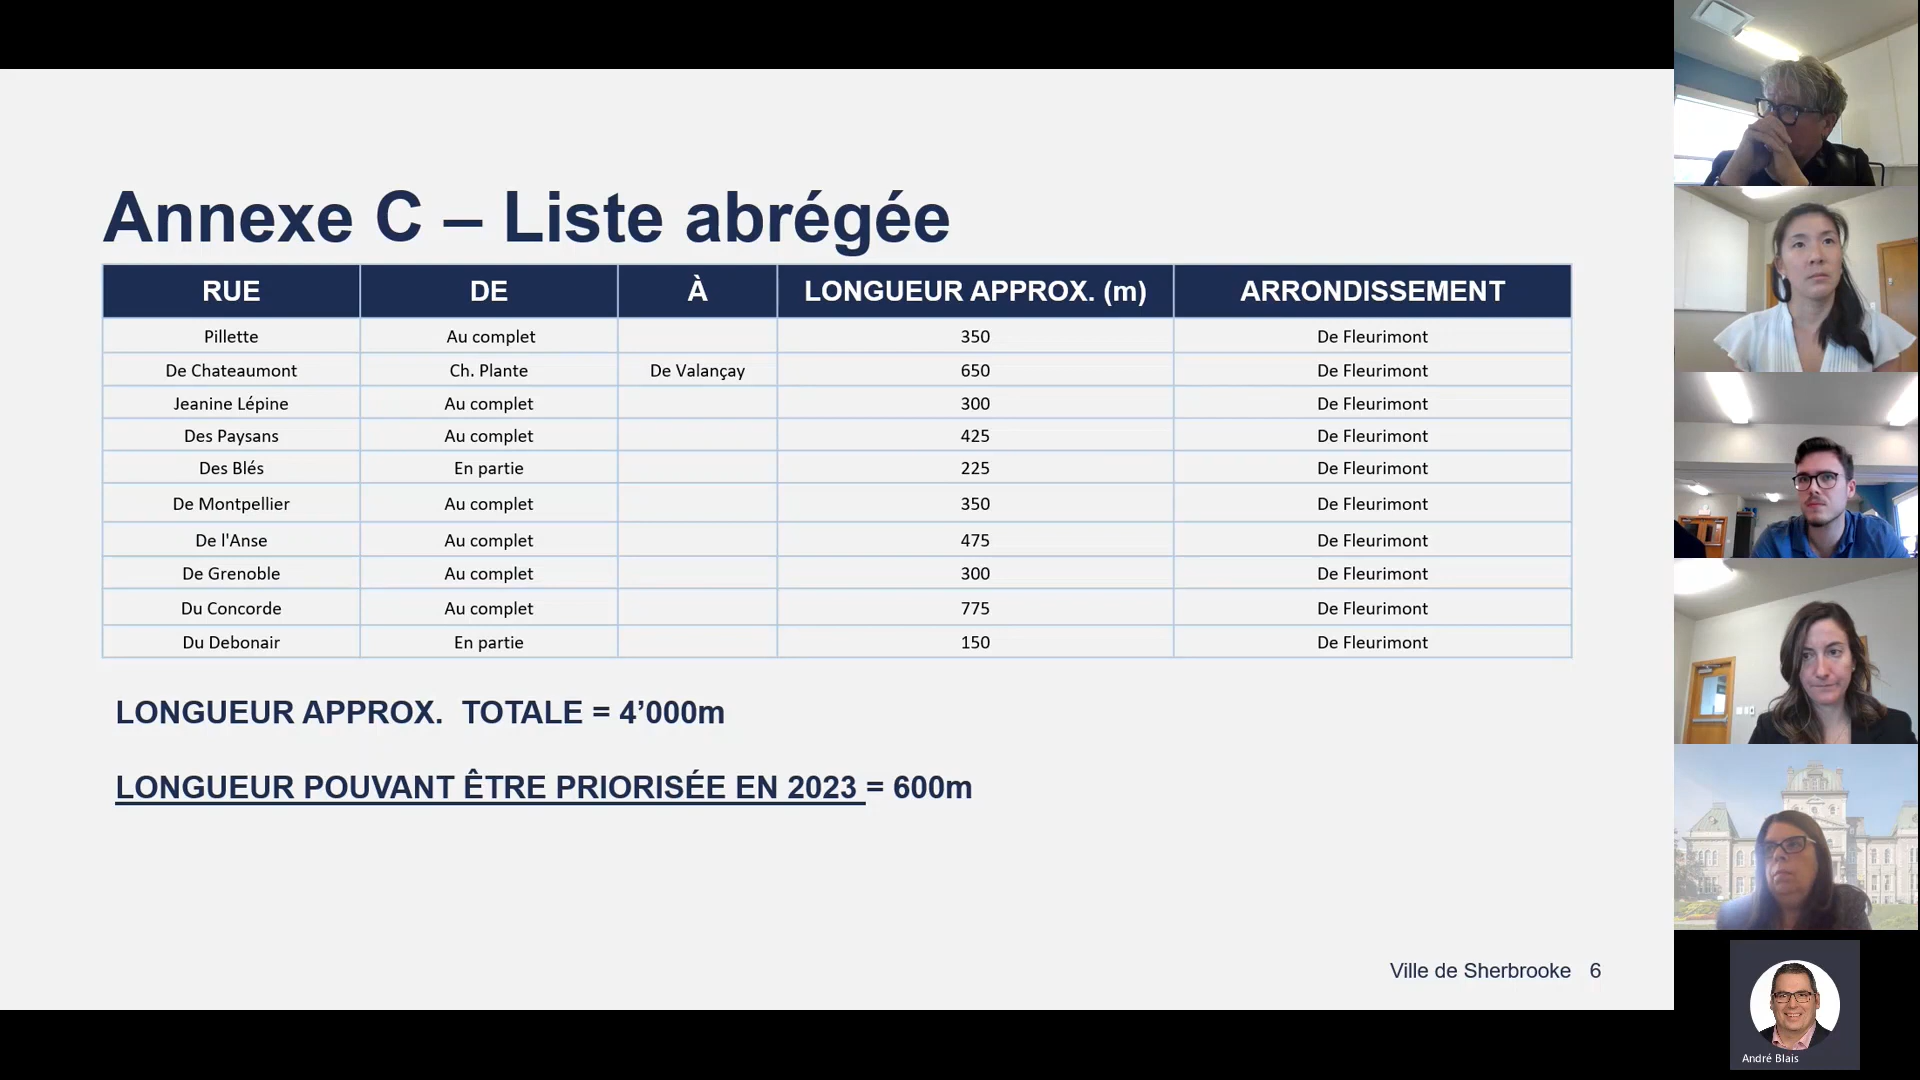 Annexe C – Liste abrégée
RUE DE À LONGUEUR APPROX. (m) ARRONDISSEMENT
Pillette Au complet 350 De Fleurimont
De Chateaumont Ch. Plante De Valançay 650 De Fleurimont
Jeanine Lépine Au complet 300 De Fleurimont
Des Paysans Au complet 425 De Fleurimont
Des Blés En partie 225 De Fleurimont
De Montpellier Au complet 350 De Fleurimont
De l'Anse Au complet 475 De Fleurimont
De Grenoble Au complet 300 De Fleurimont
Du Concorde Au complet 775 De Fleurimont
Du Debonair En partie 150 De Fleurimont
LONGUEUR APPROX. TOTALE = 4’000m
LONGUEUR POUVANT ÊTRE PRIORISÉE EN 2023 = 600m
Ville de Sherbrooke 6
André Blais